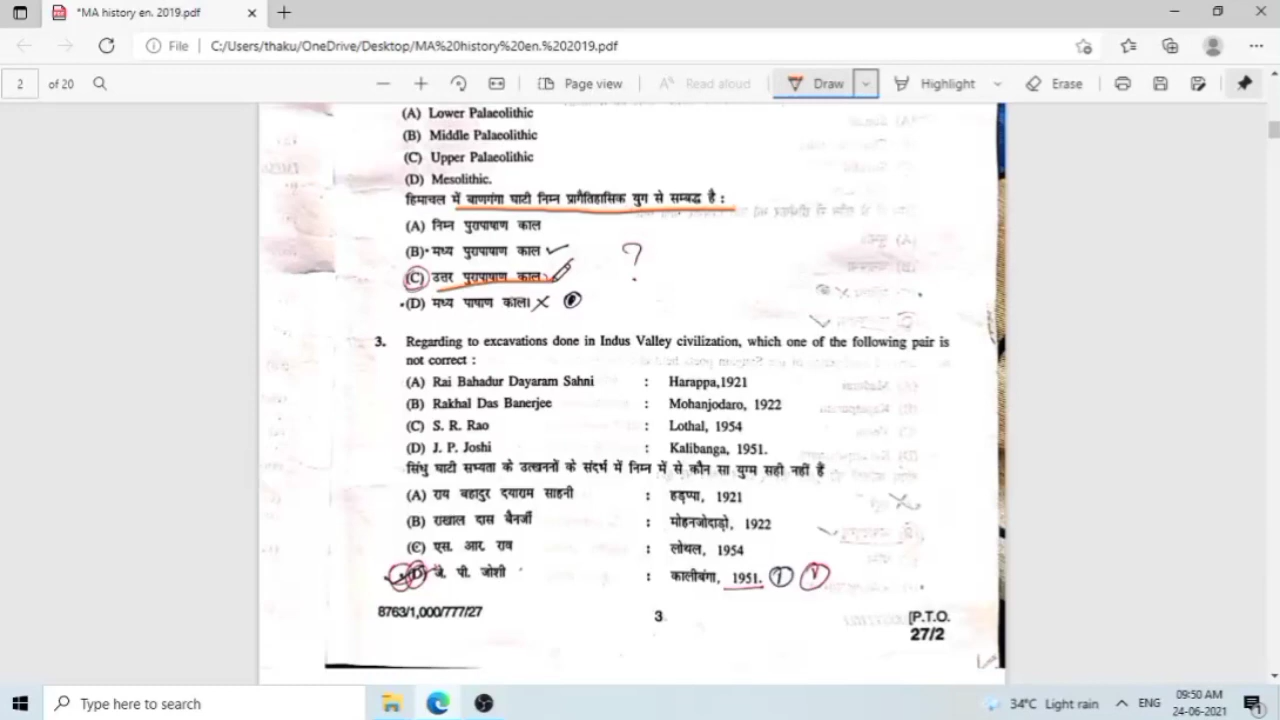 *MA history en. 2019.pdf
File C:/Users/thaku/OneDrive/Desktop/MA%20history%20en.%202019.pdf
2 of 20 Page view Read aloud Draw Highlight Erase
(A) Lower Palaeolithic
(B) Middle Palaeolithic
(C) Upper Palaeolithic
(D) Mesolithic.
हिमाचल में बाणगंगा घाटी निम्न प्रागैतिहासिक युग से सम्बद्ध है :
(A) निम्न पुरापाषाण काल
(B) मध्य पुरापाषाण काल
(C) उत्तर पुरापाषाण काल
?
(D) मध्य पाषाण काल।
3. Regarding to excavations done in Indus Valley civilization, which one of the following pair is
not correct :
(A) Rai Bahadur Dayaram Sahni : Harappa,1921
(B) Rakhal Das Banerjee : Mohanjodaro, 1922
(C) S. R. Rao : Lothal, 1954
(D) J. P. Joshi : Kalibanga, 1951.
सिंधु घाटी सभ्यता के उत्खननों के संदर्भ में निम्न में से कौन सा युग्म सही नहीं है
(A) राय बहादुर दयाराम साहनी : हड़प्पा, 1921
(B) राखाल दास बैनर्जी : मोहनजोदाड़ो, 1922
(C) एस. आर. राव : लोथल, 1954
(D) जे. पी. जोशी : कालीबंगा, 1951.
8763/1,000/777/27 3 [P.T.O.
27/2
Type here to search 34°C Light rain ENG 09:50 AM
24-06-2021